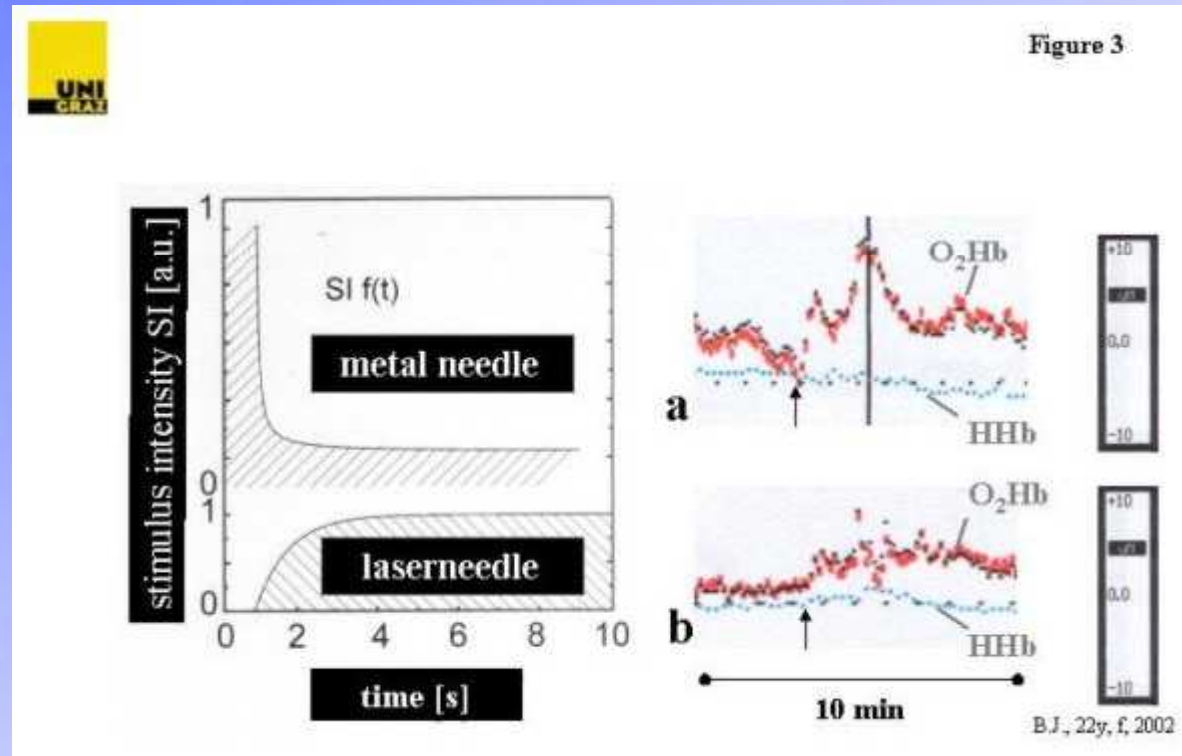 UNI
GRAZ
Figure 3
stimulus intensity SI [a.u.]
1
SI f(t)
metal needle
0
1
laserneedle
0
0 2 4 6 8 10
time [s]
O₂Hb
a
HHb
+10
0.0
-10
O₂Hb
b
HHb
+10
0.0
-10
10 min
B.J., 22y, f, 2002